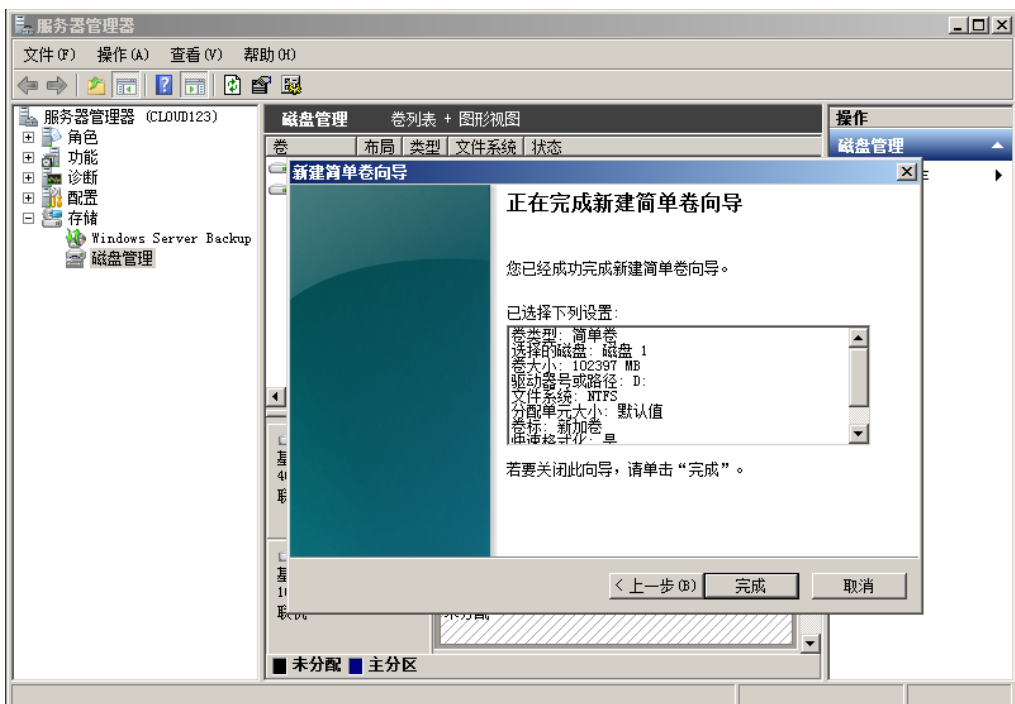 服务器管理器
文件(F) 操作(A) 查看(V) 帮助(H)
服务器管理器 (CLOUD123)
角色
功能
诊断
配置
存储
Windows Server Backup
磁盘管理
磁盘管理 卷列表 + 图形视图
卷 布局 类型 文件系统 状态
操作
磁盘管理
新建简单卷向导
正在完成新建简单卷向导
您已经成功完成新建简单卷向导。
已选择下列设置:
卷类型: 简单卷
选择的磁盘: 磁盘 1
卷大小: 102397 MB
驱动器号或路径: D:
文件系统: NTFS
分配单元大小: 默认值
卷标: 新加卷
快速格式化: 是
若要关闭此向导，请单击“完成”。
< 上一步(B) 完成 取消
未分配
未分配 主分区